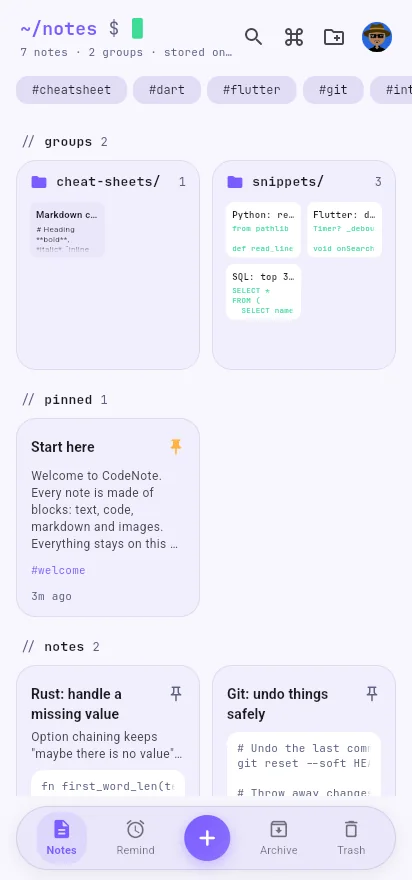 ~/notes $
7 notes · 2 groups · stored on…
#cheatsheet #dart #flutter #git #int
// groups 2
cheat-sheets/ 1
Markdown c…
# Heading
**bold**,
snippets/ 3
Python: re…
from pathlib
def read_line
Flutter: d…
Timer? _debou
void onSearch
SQL: top 3…
SELECT *
FROM (
SELECT name
// pinned 1
Start here
Welcome to CodeNote.
Every note is made of
blocks: text, code,
markdown and images.
Everything stays on this …
#welcome
3m ago
// notes 2
Rust: handle a
missing value
Option chaining keeps
"maybe there is no value"…
fn first_word_len(t
Git: undo things
safely
# Undo the last com
git reset --soft HEA
# Throw away change
Notes Remind Archive Trash